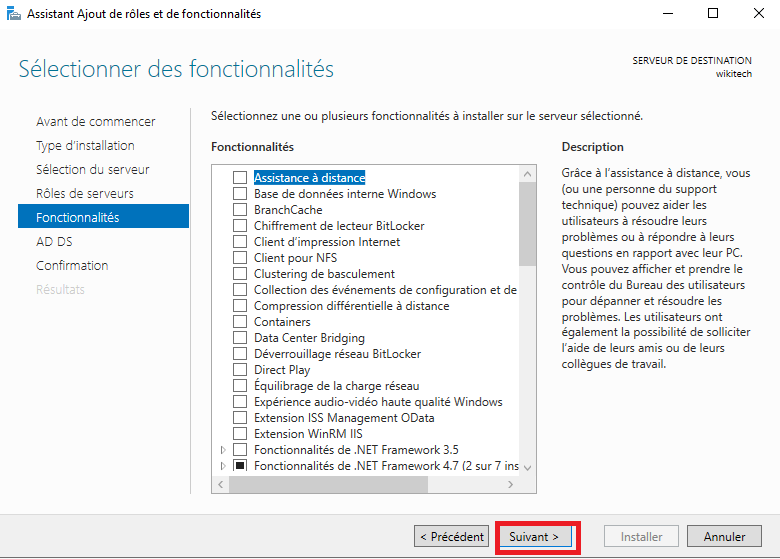 Assistant Ajout de rôles et de fonctionnalités
Sélectionner des fonctionnalités
SERVEUR DE DESTINATION
wikitech
Avant de commencer
Type d'installation
Sélection du serveur
Rôles de serveurs
Fonctionnalités
AD DS
Confirmation
Résultats
Sélectionnez une ou plusieurs fonctionnalités à installer sur le serveur sélectionné.
Fonctionnalités
Assistance à distance
Base de données interne Windows
BranchCache
Chiffrement de lecteur BitLocker
Client d'impression Internet
Client pour NFS
Clustering de basculement
Collection des événements de configuration et de
Compression différentielle à distance
Containers
Data Center Bridging
Déverrouillage réseau BitLocker
Direct Play
Équilibrage de la charge réseau
Expérience audio-vidéo haute qualité Windows
Extension ISS Management OData
Extension WinRM IIS
Fonctionnalités de .NET Framework 3.5
Fonctionnalités de .NET Framework 4.7 (2 sur 7 ins
Description
Grâce à l'assistance à distance, vous
(ou une personne du support
technique) pouvez aider les
utilisateurs à résoudre leurs
problèmes ou à répondre à leurs
questions en rapport avec leur PC.
Vous pouvez afficher et prendre le
contrôle du Bureau des utilisateurs
pour dépanner et résoudre les
problèmes. Les utilisateurs ont
également la possibilité de solliciter
l'aide de leurs amis ou de leurs
collègues de travail.
< Précédent
Suivant >
Installer
Annuler